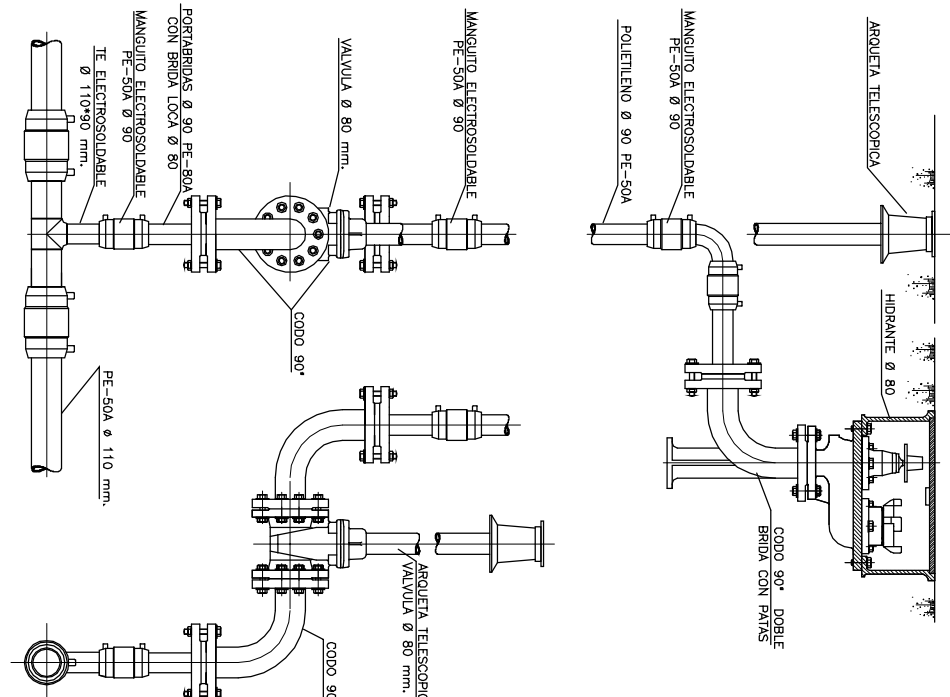 PORTABRIDAS Ø 90 PE-80A
CON BRIDA LOCA Ø 80
MANGUITO ELECTROSOLDABLE
PE-50A Ø 90
TE ELECTROSOLDABLE
Ø 110*90 mm.
VALVULA Ø 80 mm.
MANGUITO ELECTROSOLDABLE
PE-50A Ø 90
CODO 90°
PE-50A Ø 110 mm.
ARQUETA TELESCOPIC
VALVULA Ø 80 mm.
CODO 90
POLIETILENO Ø 90 PE-50A
MANGUITO ELECTROSOLDABLE
PE-50A Ø 90
ARQUETA TELESCOPICA
HIDRANTE Ø 80
CODO 90° DOBLE
BRIDA CON PATAS